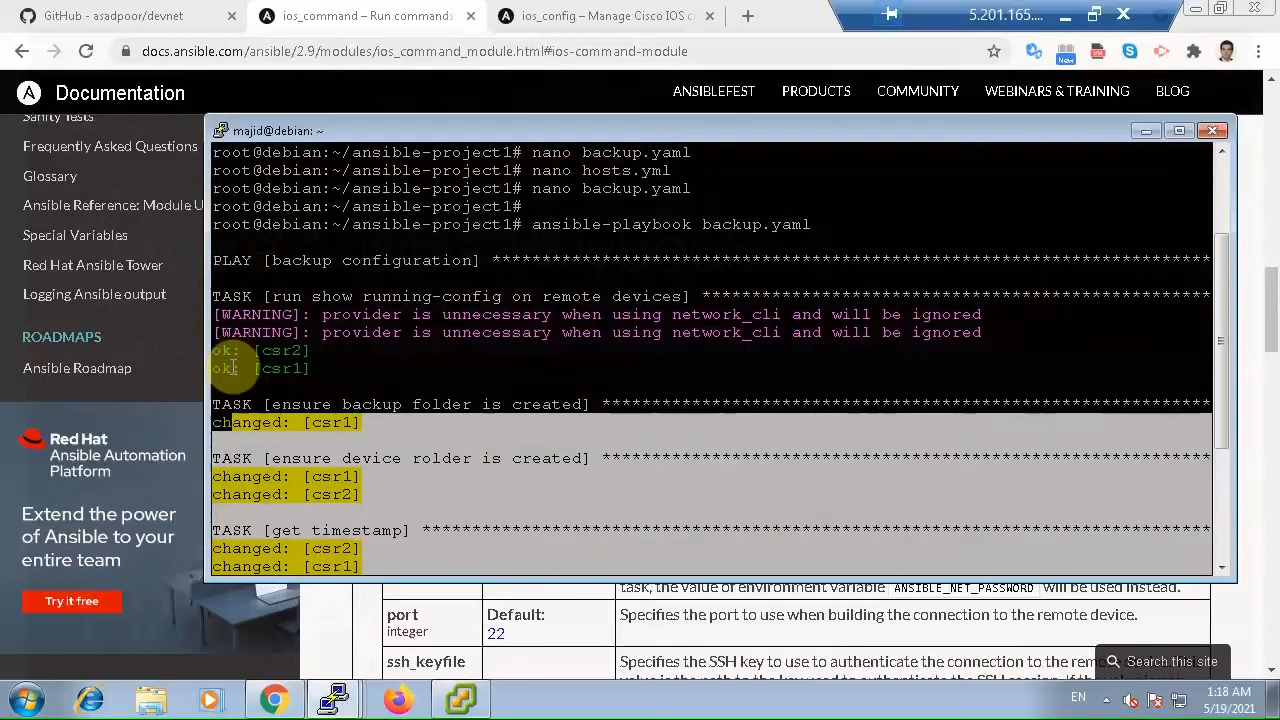 GitHub - asadpoor/devnet
ios_command – Run commands
ios_config – Manage Cisco IOS c
5.201.165....
docs.ansible.com/ansible/2.9/modules/ios_command_module.html#ios-command-module
New
Documentation
ANSIBLEFEST
PRODUCTS
COMMUNITY
WEBINARS & TRAINING
BLOG
Sanity Tests
Frequently Asked Questions
Glossary
Ansible Reference: Module U
Special Variables
Red Hat Ansible Tower
Logging Ansible output
ROADMAPS
Ansible Roadmap
Red Hat
Ansible Automation
Platform
Extend the power
of Ansible to your
entire team
Try it free
majid@debian: ~
root@debian:~/ansible-project1# nano backup.yaml
root@debian:~/ansible-project1# nano hosts.yml
root@debian:~/ansible-project1# nano backup.yaml
root@debian:~/ansible-project1#
root@debian:~/ansible-project1# ansible-playbook backup.yaml
PLAY [backup configuration] ************************************************************************
TASK [run show running-config on remote devices] ***************************************************
[WARNING]: provider is unnecessary when using network_cli and will be ignored
[WARNING]: provider is unnecessary when using network_cli and will be ignored
ok: [csr2]
ok: [csr1]
TASK [ensure backup folder is created] *************************************************************
changed: [csr1]
TASK [ensure device rolder is created] *************************************************************
changed: [csr1]
changed: [csr2]
TASK [get timestamp] *******************************************************************************
changed: [csr2]
changed: [csr1]
task, the value of environment variable ANSIBLE_NET_PASSWORD will be used instead.
port
integer
Default:
22
Specifies the port to use when building the connection to the remote device.
ssh_keyfile
Specifies the SSH key to use to authenticate the connection to the remote
Search this site
EN
1:18 AM
5/19/2021